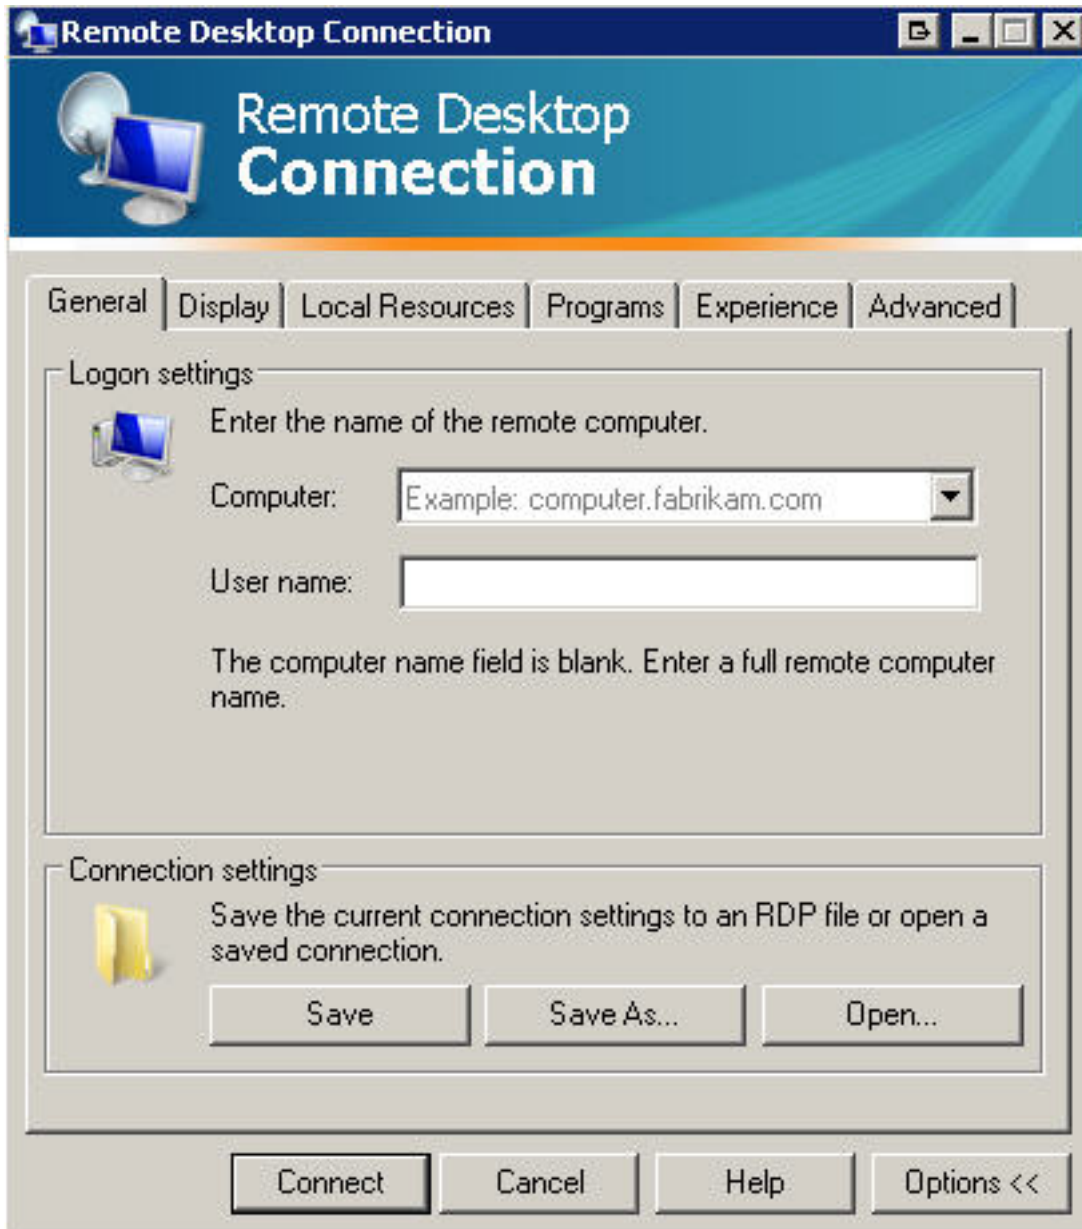 Remote Desktop Connection
Remote Desktop
Connection
General Display Local Resources Programs Experience Advanced
Logon settings
Enter the name of the remote computer.
Computer: Example: computer.fabrikam.com
User name:
The computer name field is blank. Enter a full remote computer
name.
Connection settings
Save the current connection settings to an RDP file or open a
saved connection.
Save Save As... Open...
Connect Cancel Help Options <<